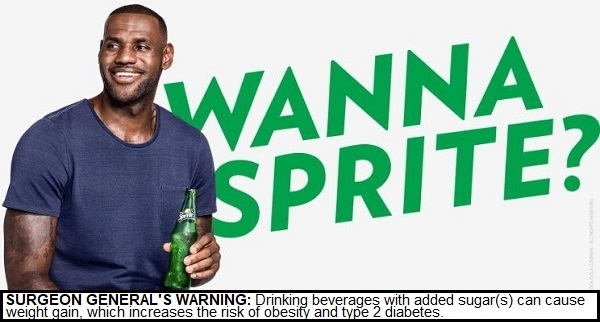 WANNA
SPRITE?
Sprite
SURGEON GENERAL'S WARNING: Drinking beverages with added sugar(s) can cause
weight gain, which increases the risk of obesity and type 2 diabetes.